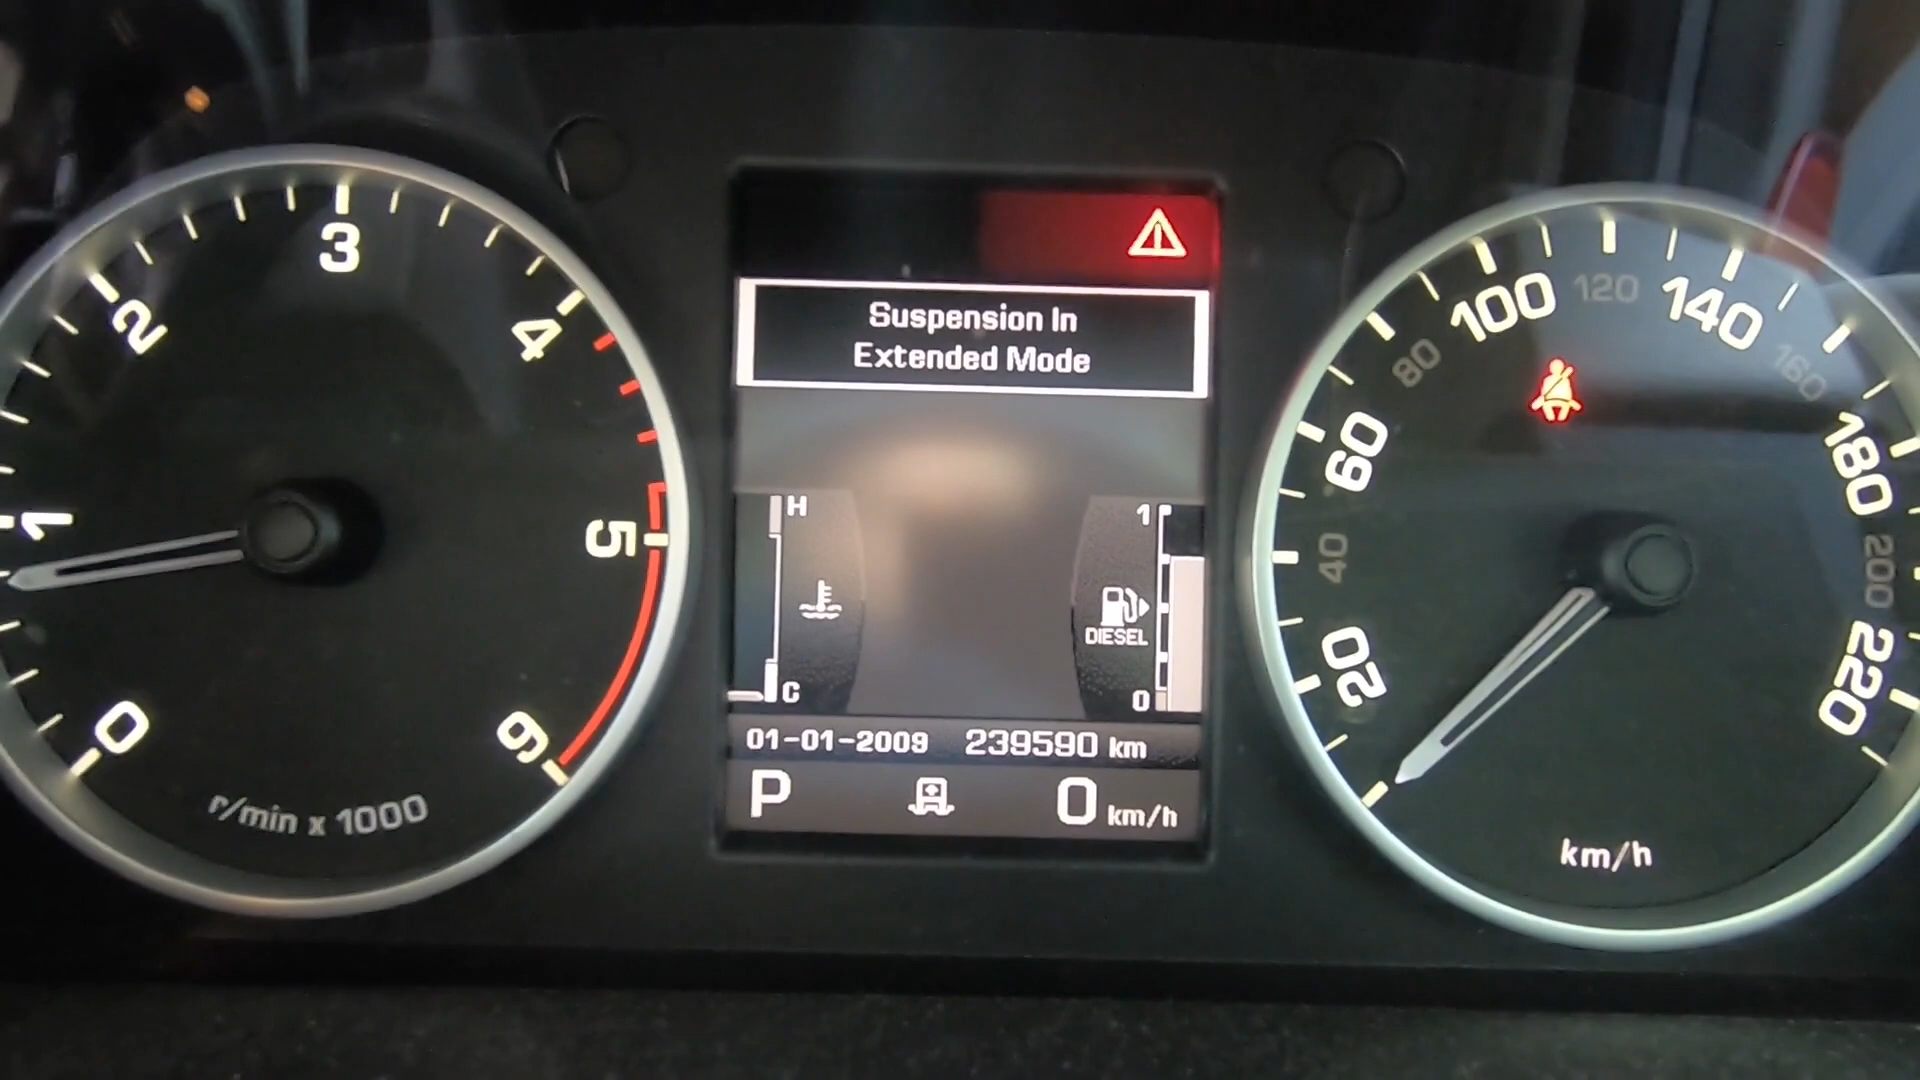 0
1
2
3
4
5
6
r/min x 1000
Suspension In
Extended Mode
H
C
1
DIESEL
0
01-01-2009 239590 km
P 0 km/h
20
40
60
80
100
120
140
160
180
200
220
km/h